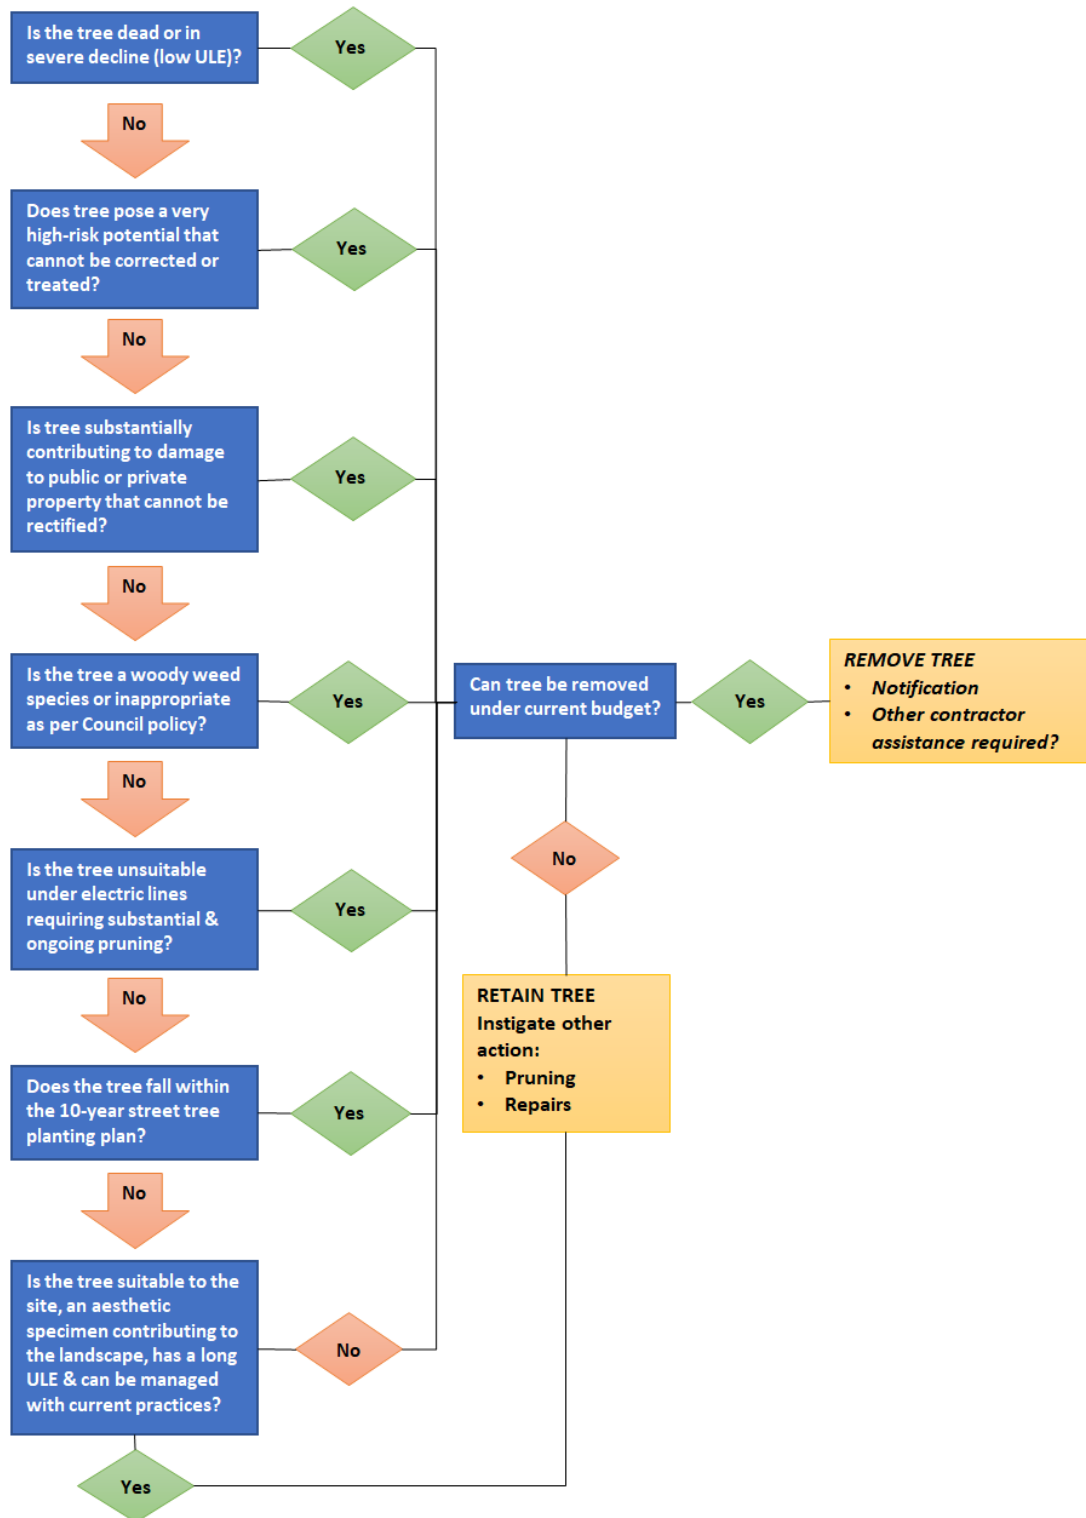 Is the tree dead or in
severe decline (low ULE)?
Yes
No
Does tree pose a very
high-risk potential that
cannot be corrected or
treated?
Yes
No
Is tree substantially
contributing to damage
to public or private
property that cannot be
rectified?
Yes
No
Is the tree a woody weed
species or inappropriate
as per Council policy?
Yes
Can tree be removed
under current budget?
Yes
REMOVE TREE
• Notification
• Other contractor
assistance required?
No
Is the tree unsuitable
under electric lines
requiring substantial &
ongoing pruning?
Yes
No
RETAIN TREE
Instigate other
action:
• Pruning
• Repairs
No
Does the tree fall within
the 10-year street tree
planting plan?
Yes
No
Is the tree suitable to the
site, an aesthetic
specimen contributing to
the landscape, has a long
ULE & can be managed
with current practices?
No
Yes